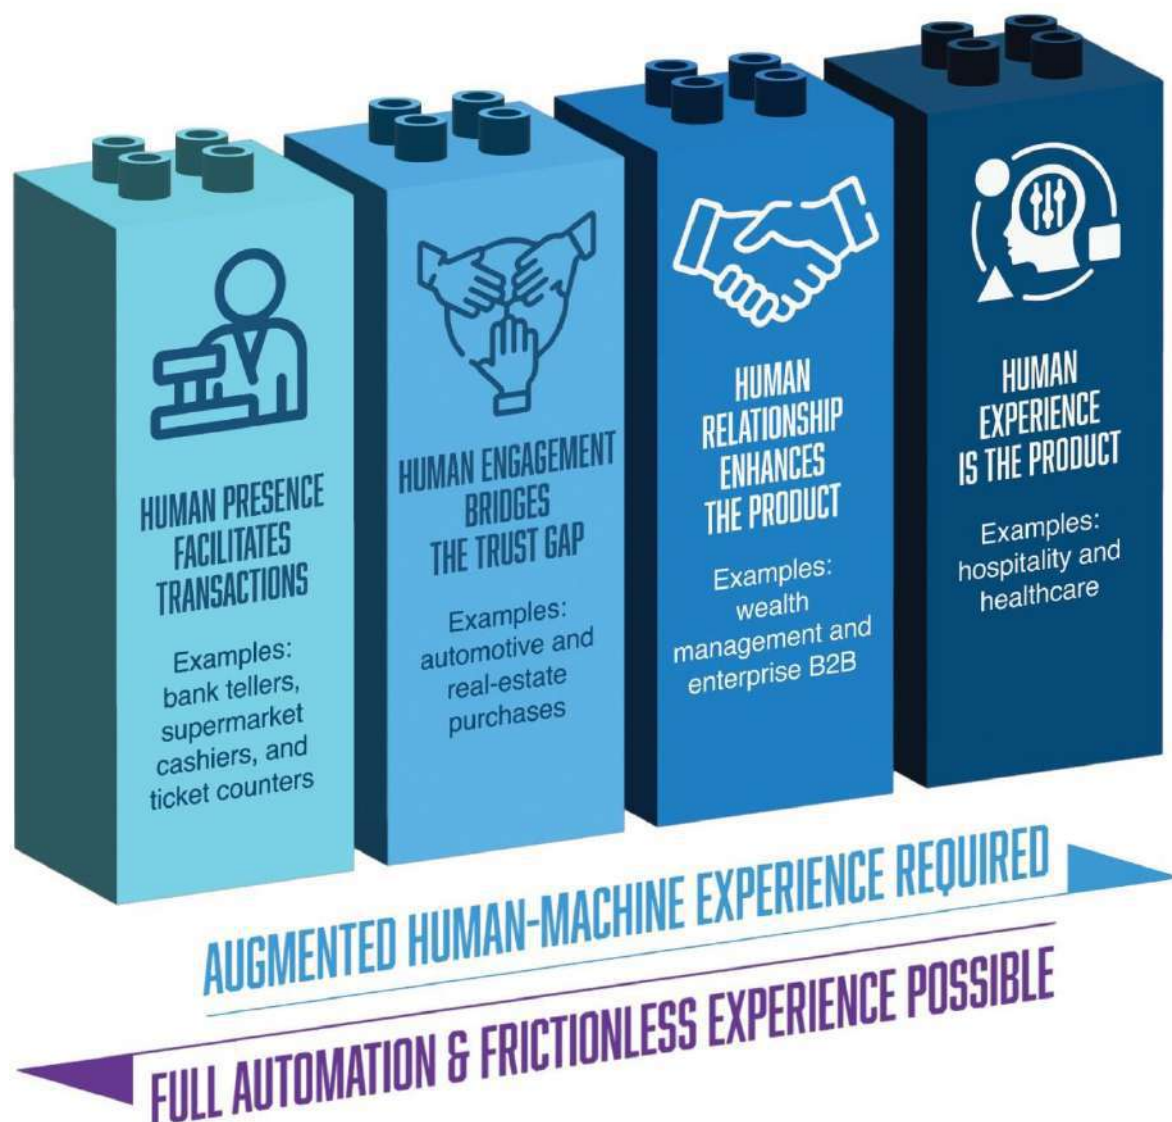 HUMAN PRESENCE
FACILITATES
TRANSACTIONS
Examples:
bank tellers,
supermarket
cashiers, and
ticket counters
HUMAN ENGAGEMENT
BRIDGES
THE TRUST GAP
Examples:
automotive and
real-estate
purchases
HUMAN
RELATIONSHIP
ENHANCES
THE PRODUCT
Examples:
wealth
management and
enterprise B2B
HUMAN
EXPERIENCE
IS THE PRODUCT
Examples:
hospitality and
healthcare
AUGMENTED HUMAN-MACHINE EXPERIENCE REQUIRED
FULL AUTOMATION & FRICTIONLESS EXPERIENCE POSSIBLE